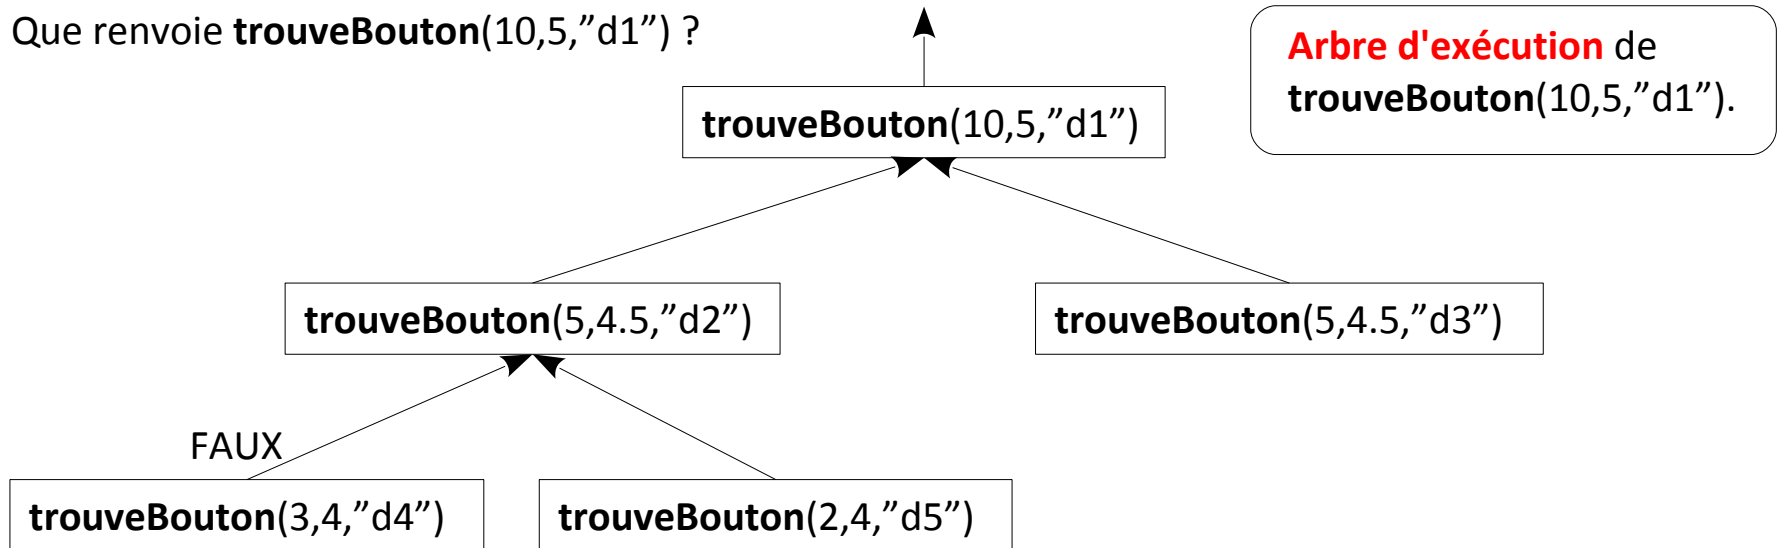 Que renvoie trouveBouton(10,5,”d1”) ?
Arbre d'exécution de
trouveBouton(10,5,”d1”).
trouveBouton(10,5,”d1”)
trouveBouton(5,4.5,”d2”)
trouveBouton(5,4.5,”d3”)
FAUX
trouveBouton(3,4,”d4”)
trouveBouton(2,4,”d5”)